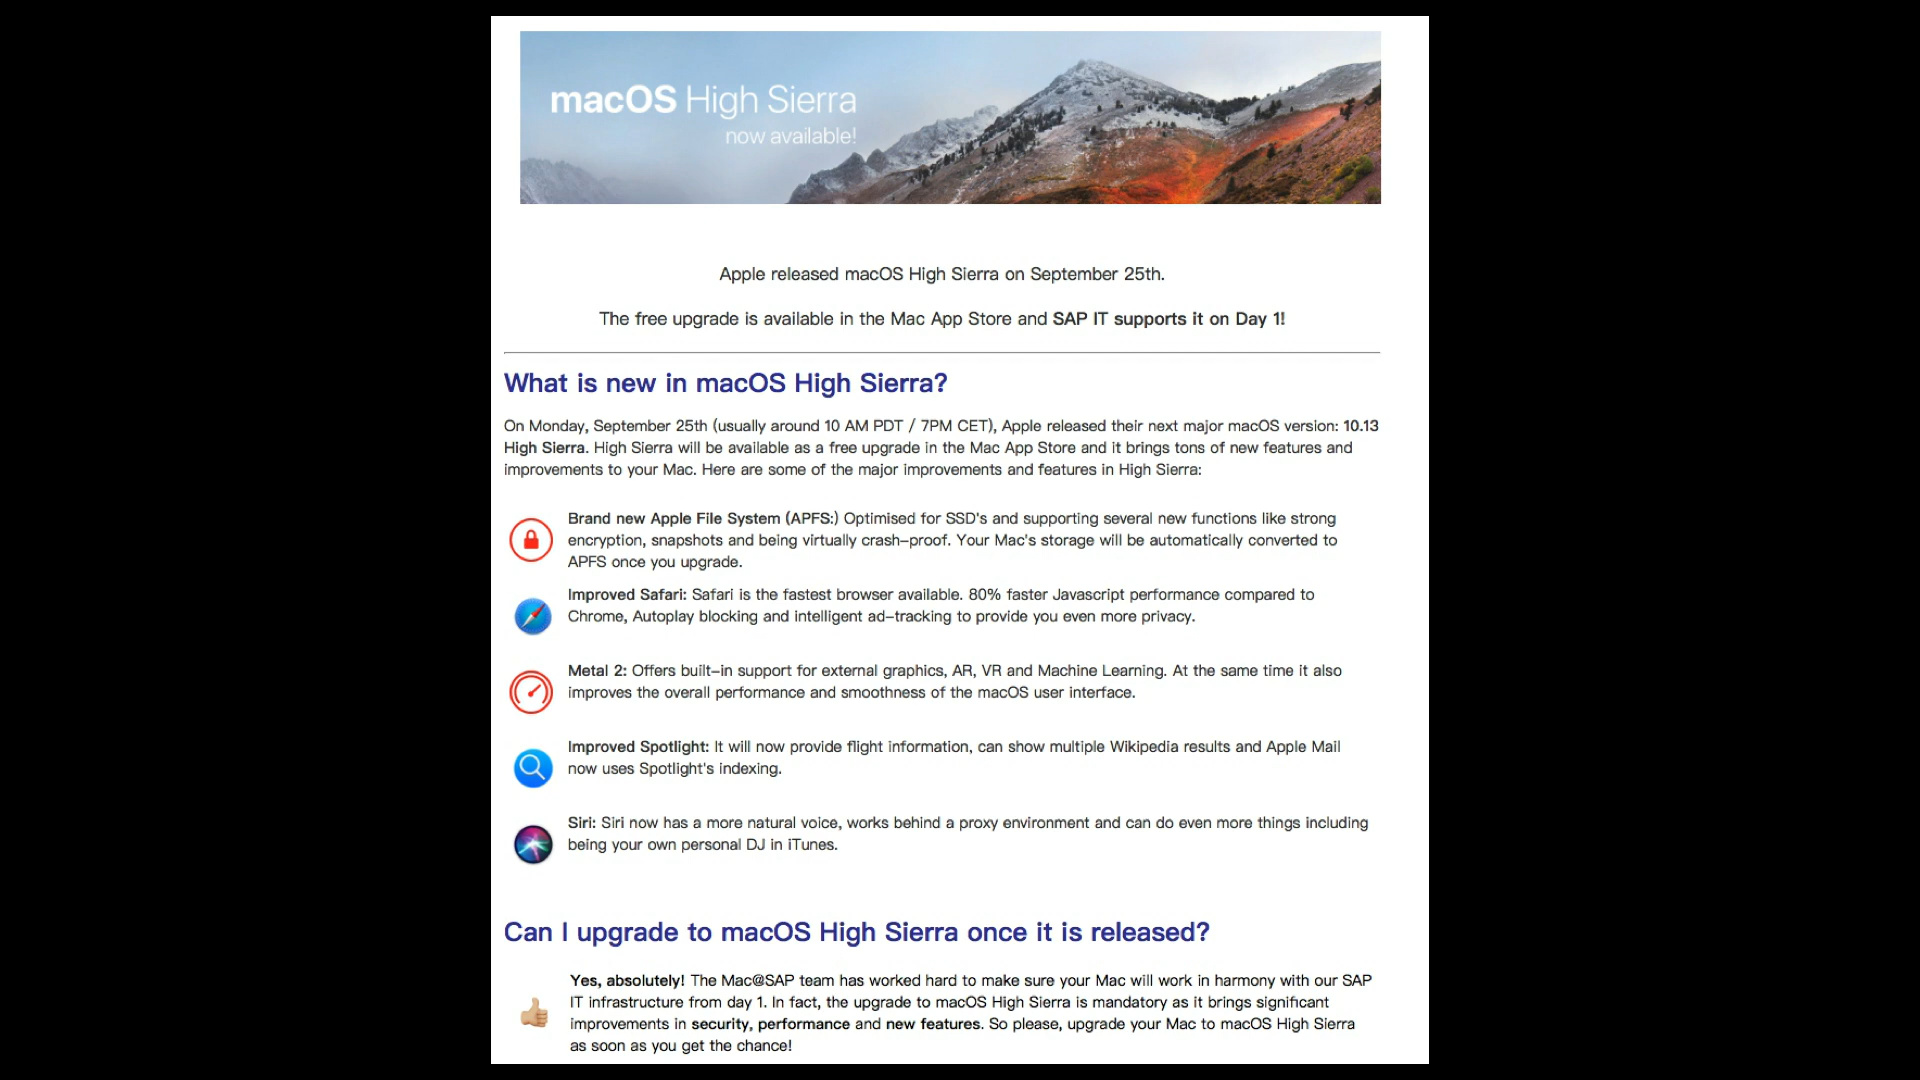 macOS High Sierra
now available!
Apple released macOS High Sierra on September 25th.
The free upgrade is available in the Mac App Store and SAP IT supports it on Day 1!
What is new in macOS High Sierra?
On Monday, September 25th (usually around 10 AM PDT / 7PM CET), Apple released their next major macOS version: 10.13
High Sierra. High Sierra will be available as a free upgrade in the Mac App Store and it brings tons of new features and
improvements to your Mac. Here are some of the major improvements and features in High Sierra:
Brand new Apple File System (APFS:) Optimised for SSD's and supporting several new functions like strong
encryption, snapshots and being virtually crash-proof. Your Mac's storage will be automatically converted to
APFS once you upgrade.
Improved Safari: Safari is the fastest browser available. 80% faster Javascript performance compared to
Chrome, Autoplay blocking and intelligent ad-tracking to provide you even more privacy.
Metal 2: Offers built-in support for external graphics, AR, VR and Machine Learning. At the same time it also
improves the overall performance and smoothness of the macOS user interface.
Improved Spotlight: It will now provide flight information, can show multiple Wikipedia results and Apple Mail
now uses Spotlight's indexing.
Siri: Siri now has a more natural voice, works behind a proxy environment and can do even more things including
being your own personal DJ in iTunes.
Can I upgrade to macOS High Sierra once it is released?
Yes, absolutely! The Mac@SAP team has worked hard to make sure your Mac will work in harmony with our SAP
IT infrastructure from day 1. In fact, the upgrade to macOS High Sierra is mandatory as it brings significant
improvements in security, performance and new features. So please, upgrade your Mac to macOS High Sierra
as soon as you get the chance!